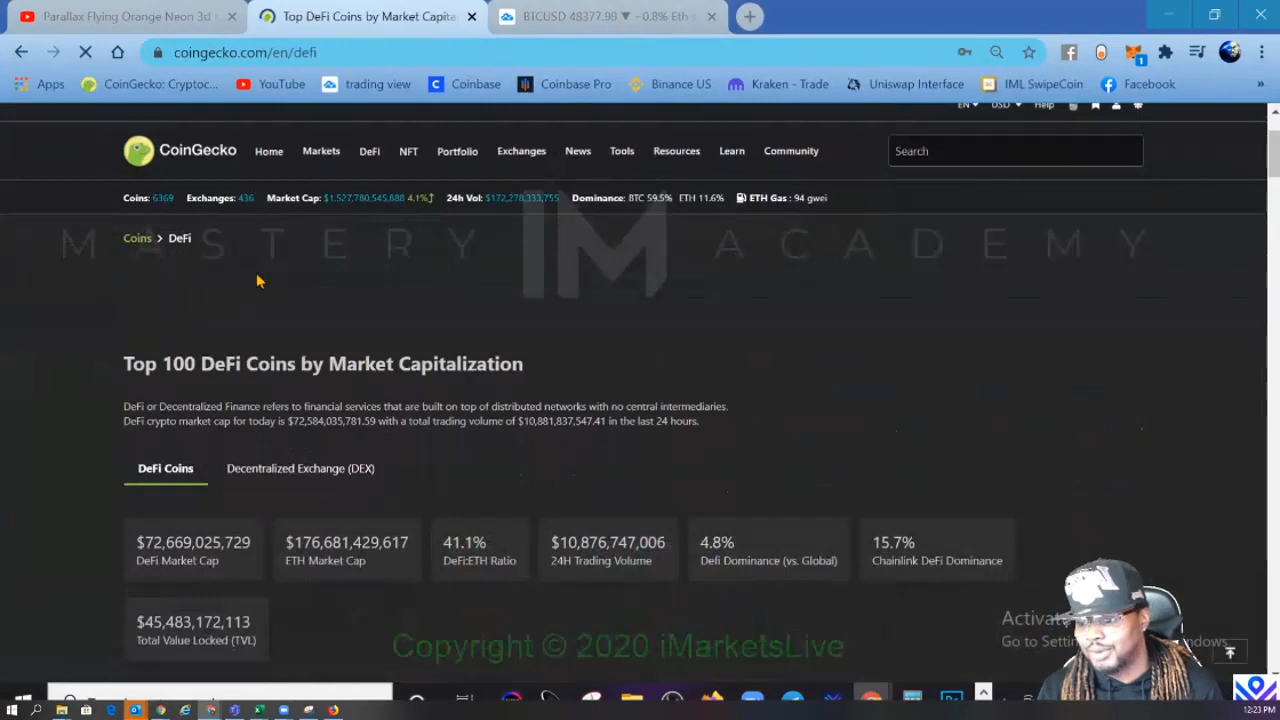 Parallax Flying Orange Neon 3d
Top DeFi Coins by Market Capita
BTCUSD 48377.99 ▼ −0.8% Eth
coingecko.com/en/defi
1
Apps
CoinGecko: Cryptoc...
YouTube
trading view
Coinbase
Coinbase Pro
Binance US
Kraken - Trade
Uniswap Interface
IML SwipeCoin
Facebook
»
EN
USD
Help
CoinGecko
Home
Markets
DeFi
NFT
Portfolio
Exchanges
News
Tools
Resources
Learn
Community
Search
Coins: 6369
Exchanges: 436
Market Cap: $1,527,780,545,688 4.1%
24h Vol: $172,278,333,755
Dominance: BTC 59.5% ETH 11.6%
ETH Gas : 94 gwei
Coins > DeFi
MASTERY IM ACADEMY
Top 100 DeFi Coins by Market Capitalization
DeFi or Decentralized Finance refers to financial services that are built on top of distributed networks with no central intermediaries.
DeFi crypto market cap for today is $72,584,035,781.59 with a total trading volume of $10,881,837,547.41 in the last 24 hours.
DeFi Coins
Decentralized Exchange (DEX)
$72,669,025,729
DeFi Market Cap
$176,681,429,617
ETH Market Cap
41.1%
DeFi:ETH Ratio
$10,876,747,006
24H Trading Volume
4.8%
Defi Dominance (vs. Global)
15.7%
Chainlink DeFi Dominance
$45,483,172,113
Total Value Locked (TVL)
Go to
Copyright © 2020 iMarketsLive
12:23 PM